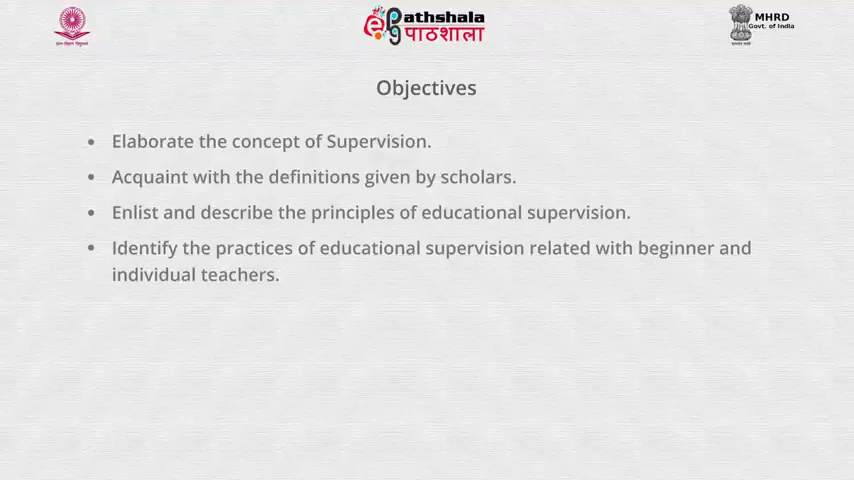 ePathshala
पाठशाला
MHRD
Govt. of India
Objectives
• Elaborate the concept of Supervision.
• Acquaint with the definitions given by scholars.
• Enlist and describe the principles of educational supervision.
• Identify the practices of educational supervision related with beginner and
individual teachers.